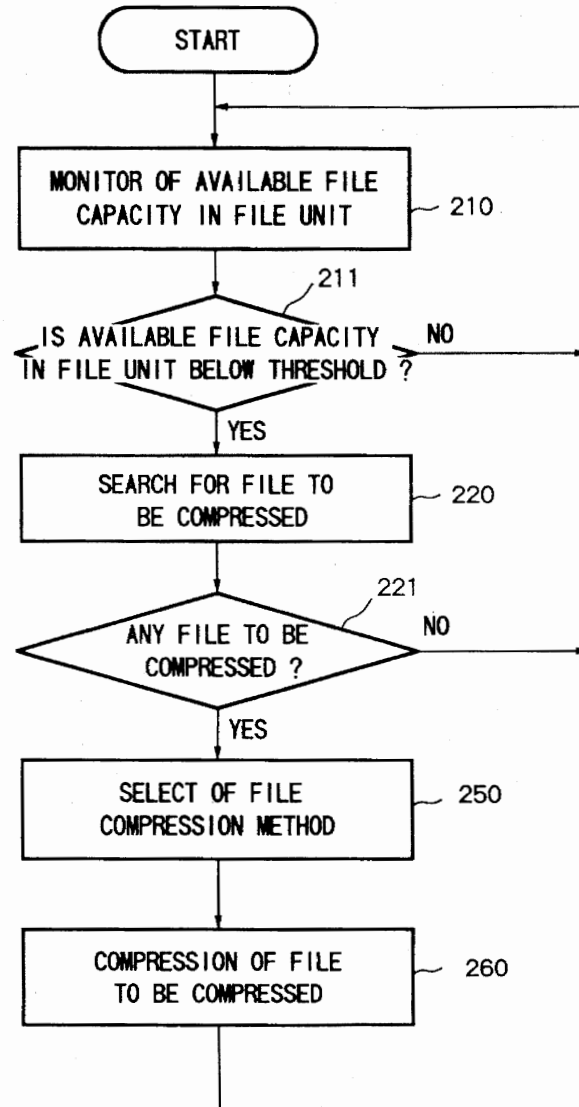 START
MONITOR OF AVAILABLE FILE
CAPACITY IN FILE UNIT
210
211
IS AVAILABLE FILE CAPACITY
IN FILE UNIT BELOW THRESHOLD ?
NO
YES
SEARCH FOR FILE TO
BE COMPRESSED
220
221
ANY FILE TO BE
COMPRESSED ?
NO
YES
SELECT OF FILE
COMPRESSION METHOD
250
COMPRESSION OF FILE
TO BE COMPRESSED
260